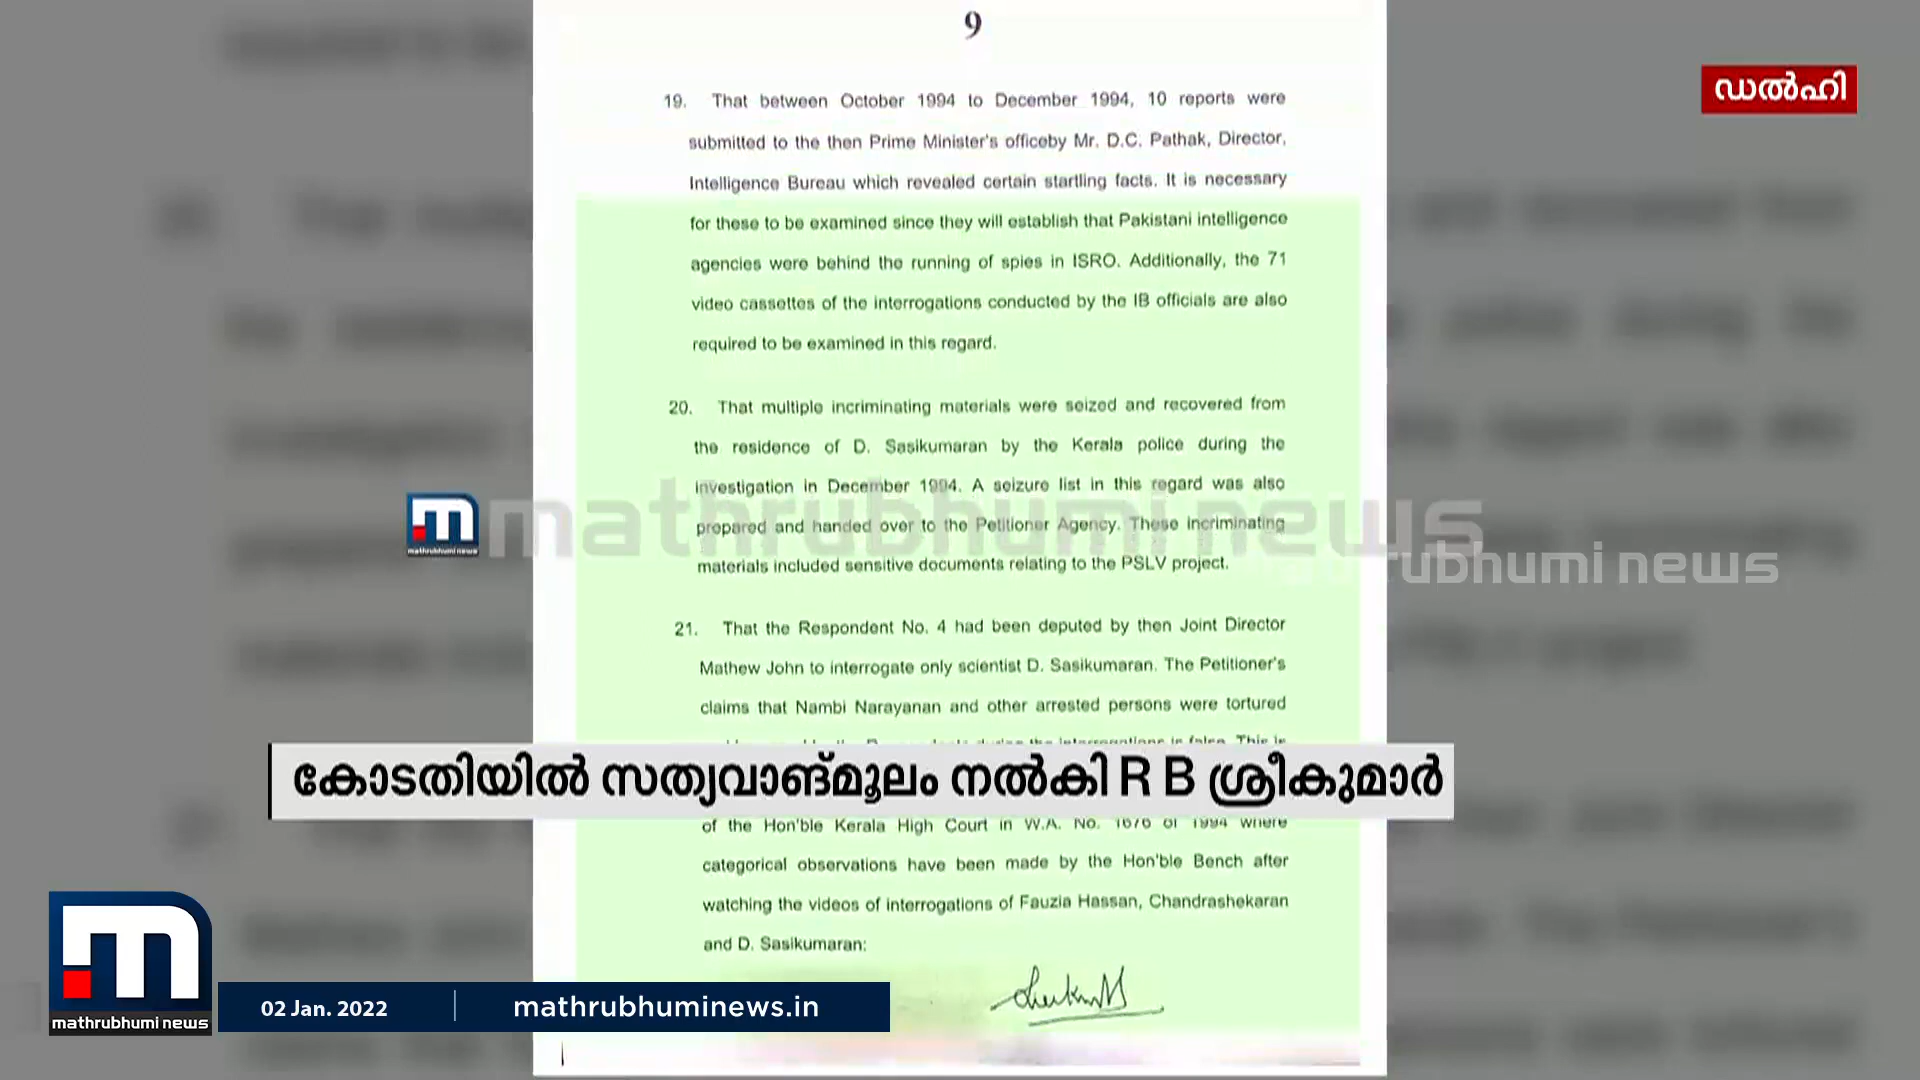 9
ഡൽഹി
19. That between October 1994 to December 1994, 10 reports were
submitted to the then Prime Minister's officeby Mr. D.C. Pathak, Director,
Intelligence Bureau which revealed certain startling facts. It is necessary
for these to be examined since they will establish that Pakistani intelligence
agencies were behind the running of spies in ISRO. Additionally, the 71
video cassettes of the interrogations conducted by the IB officials are also
required to be examined in this regard.
20. That multiple incriminating materials were seized and recovered from
the residence of D. Sasikumaran by the Kerala police during the
investigation in December 1994. A seizure list in this regard was also
prepared and handed over to the Petitioner Agency. These incriminating
materials included sensitive documents relating to the PSLV project.
mathrubhumi news
mathrubhumi news
rubhumi news
21. That the Respondent No. 4 had been deputed by then Joint Director
Mathew John to interrogate only scientist D. Sasikumaran. The Petitioner's
claims that Nambi Narayanan and other arrested persons were tortured
the interrogations is false. This is
കോടതിയിൽ സത്യവാങ്മൂലം നൽകി R B ശ്രീകുമാർ
of the Hon'ble Kerala High Court in W.A. No. 1676 of 1994 where
categorical observations have been made by the Hon'ble Bench after
watching the videos of interrogations of Fauzia Hassan, Chandrashekaran
and D. Sasikumaran:
mathrubhumi news
02 Jan. 2022
mathrubhuminews.in